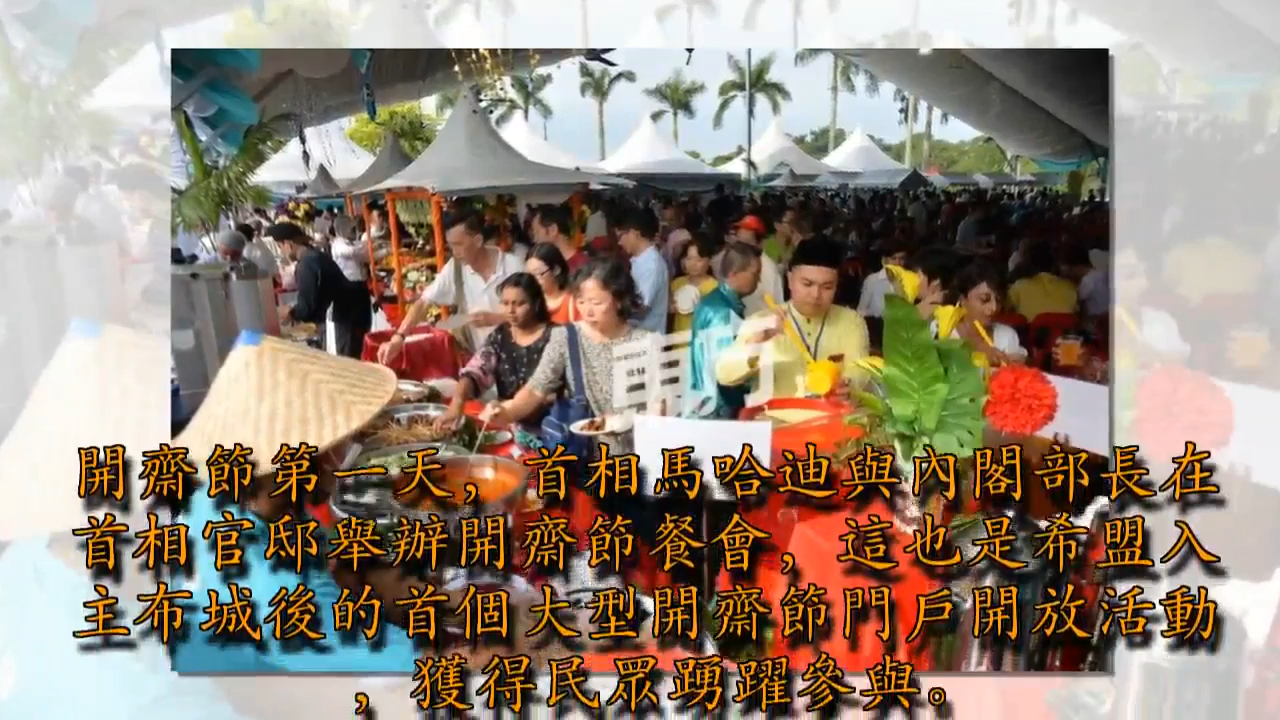 開齋節第一天，首相馬哈迪與內閣部長在
首相官邸舉辦開齋節餐會，這也是希盟入
主布城後的首個大型開齋節門戶開放活動
，獲得民眾踴躍參與。